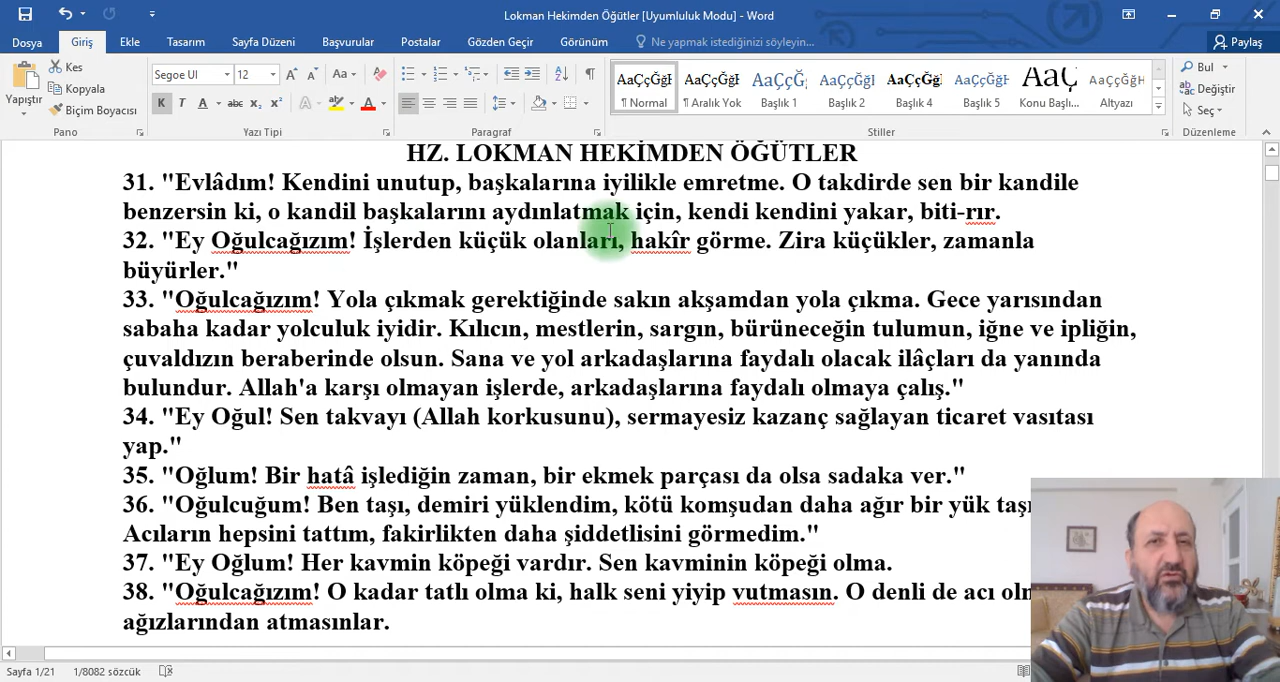 Lokman Hekimden Öğütler [Uyumluluk Modu] - Word
Dosya Giriş Ekle Tasarım Sayfa Düzeni Başvurular Postalar Gözden Geçir Görünüm Ne yapmak istediğinizi söyleyin... Paylaş
Yapıştır
Kes
Kopyala
Biçim Boyacısı
Segoe UI 12
K T A abc x₂ x²
AaÇçĞğH ¶ Normal
AaÇçĞğH ¶ Aralık Yok
AaÇçĞ Başlık 1
AaÇçĞğI Başlık 2
AaÇçĞğ Başlık 4
AaÇçĞğH Başlık 5
AaÇ Konu Başlı...
AaÇçĞğH Altyazı
Bul
Değiştir
Seç
Pano Yazı Tipi Paragraf Stiller Düzenleme
HZ. LOKMAN HEKİMDEN ÖĞÜTLER
31. "Evlâdım! Kendini unutup, başkalarına iyilikle emretme. O takdirde sen bir kandile
benzersin ki, o kandil başkalarını aydınlatmak için, kendi kendini yakar, biti-rır.
32. "Ey Oğulcağızım! İşlerden küçük olanları, hakîr görme. Zira küçükler, zamanla
büyürler."
33. "Oğulcağızım! Yola çıkmak gerektiğinde sakın akşamdan yola çıkma. Gece yarısından
sabaha kadar yolculuk iyidir. Kılıcın, mestlerin, sargın, bürüneceğin tulumun, iğne ve ipliğin,
çuvaldızın beraberinde olsun. Sana ve yol arkadaşlarına faydalı olacak ilâçları da yanında
bulundur. Allah'a karşı olmayan işlerde, arkadaşlarına faydalı olmaya çalış."
34. "Ey Oğul! Sen takvayı (Allah korkusunu), sermayesiz kazanç sağlayan ticaret vasıtası
yap."
35. "Oğlum! Bir hatâ işlediğin zaman, bir ekmek parçası da olsa sadaka ver."
36. "Oğulcuğum! Ben taşı, demiri yüklendim, kötü komşudan daha ağır bir yük taşı
Acıların hepsini tattım, fakirlikten daha şiddetlisini görmedim."
37. "Ey Oğlum! Her kavmin köpeği vardır. Sen kavminin köpeği olma.
38. "Oğulcağızım! O kadar tatlı olma ki, halk seni yiyip vutmasın. O denli de acı
ağızlarından atmasınlar.
Sayfa 1/21 1/8082 sözcük